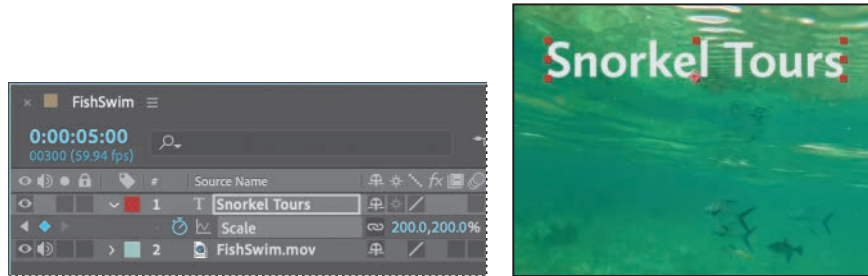 FishSwim
0:00:05:00
00300 (59.94 fps)
# Source Name fx
1 T Snorkel Tours
Scale 200.0,200.0%
2 FishSwim.mov
Snorkel Tours